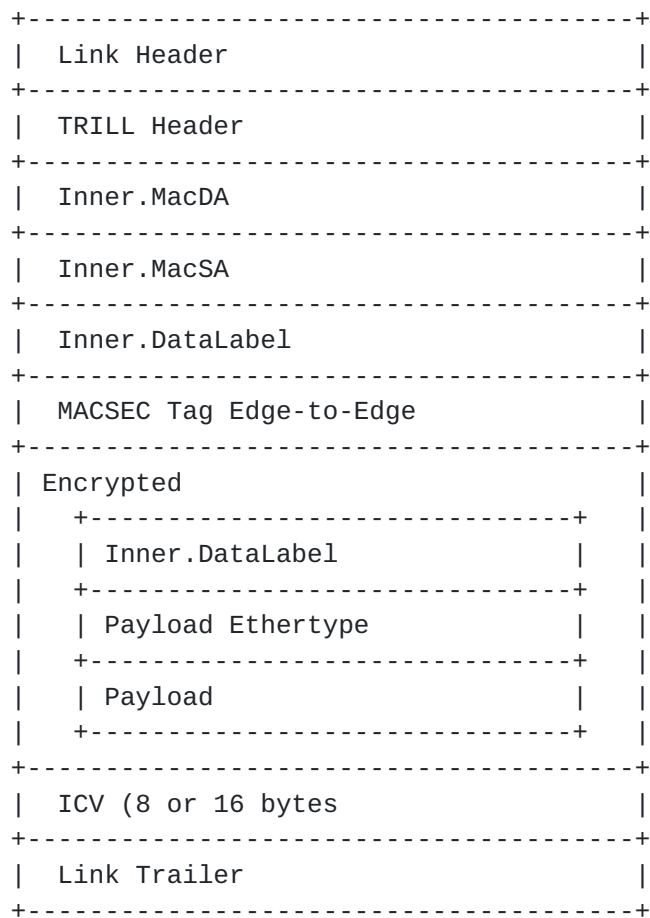 +---------------------------------------+
|  Link Header                          |
+---------------------------------------+
|  TRILL Header                         |
+---------------------------------------+
|  Inner.MacDA                          |
+---------------------------------------+
|  Inner.MacSA                          |
+---------------------------------------+
|  Inner.DataLabel                      |
+---------------------------------------+
|  MACSEC Tag Edge-to-Edge              |
+---------------------------------------+
| Encrypted                             |
|   +-------------------------------+   |
|   | Inner.DataLabel               |   |
|   +-------------------------------+   |
|   | Payload Ethertype             |   |
|   +-------------------------------+   |
|   | Payload                       |   |
|   +-------------------------------+   |
+---------------------------------------+
|  ICV (8 or 16 bytes                   |
+---------------------------------------+
|  Link Trailer                         |
+---------------------------------------+